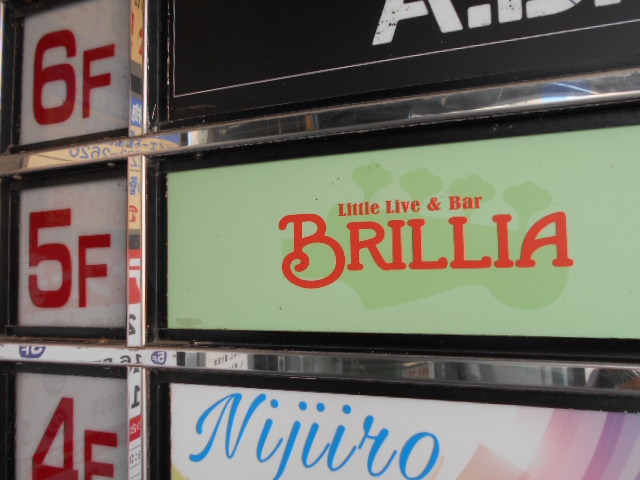 6F
5F
Little Live & Bar
BRILLIA
4F
Nijiiro